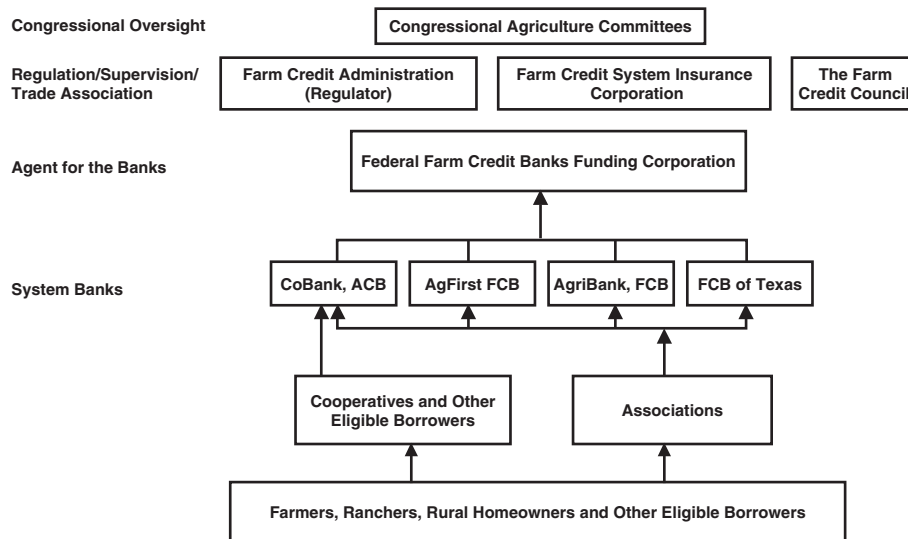 Congressional Oversight
Congressional Agriculture Committees
Regulation/Supervision/
Trade Association
Farm Credit Administration
(Regulator)
Farm Credit System Insurance
Corporation
The Farm
Credit Council
Agent for the Banks
Federal Farm Credit Banks Funding Corporation
System Banks
CoBank, ACB
AgFirst FCB
AgriBank, FCB
FCB of Texas
Cooperatives and Other
Eligible Borrowers
Associations
Farmers, Ranchers, Rural Homeowners and Other Eligible Borrowers